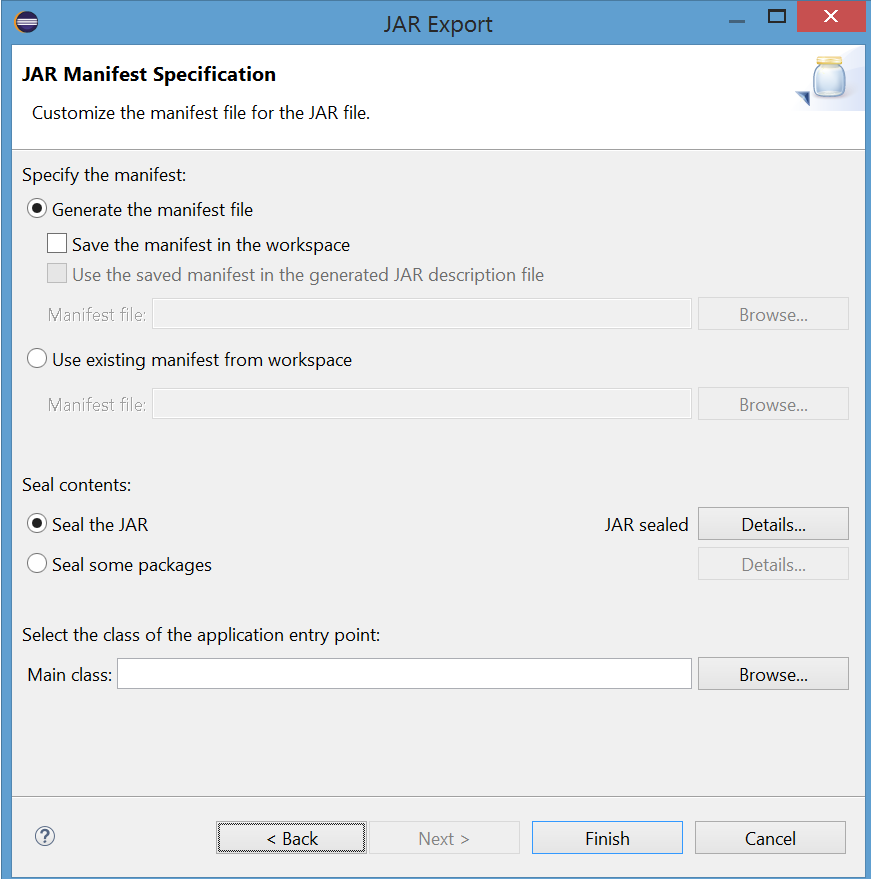 JAR Export
JAR Manifest Specification
Customize the manifest file for the JAR file.
Specify the manifest:
Generate the manifest file
Save the manifest in the workspace
Use the saved manifest in the generated JAR description file
Manifest file: Browse...
Use existing manifest from workspace
Manifest file: Browse...
Seal contents:
Seal the JAR JAR sealed Details...
Seal some packages Details...
Select the class of the application entry point:
Main class: Browse...
? < Back Next > Finish Cancel